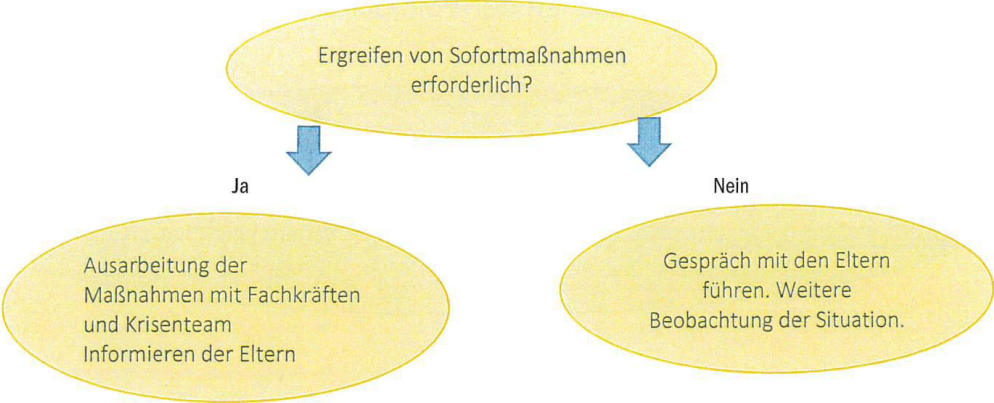 Ergreifen von Sofortmaßnahmen
erforderlich?
Ja
Nein
Ausarbeitung der
Maßnahmen mit Fachkräften
und Krisenteam
Informieren der Eltern
Gespräch mit den Eltern
führen. Weitere
Beobachtung der Situation.